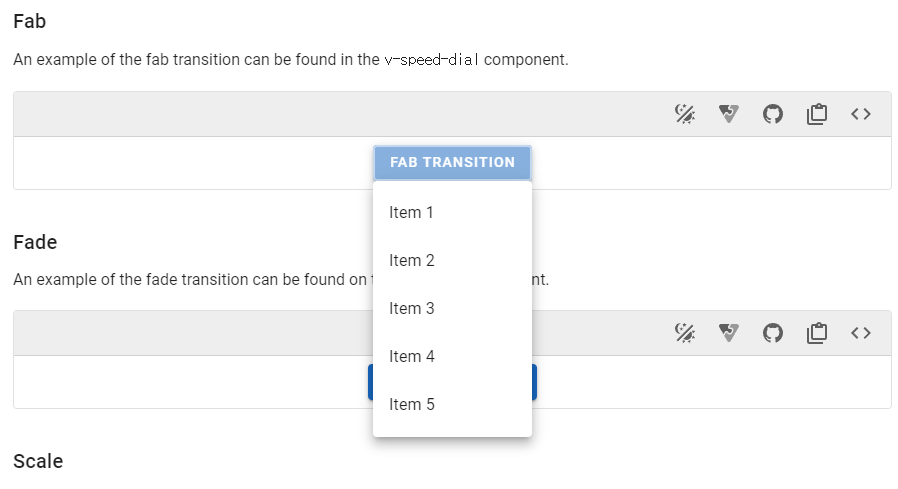 Fab
An example of the fab transition can be found in the v-speed-dial component.
FAB TRANSITION
Item 1
Item 2
Fade
An example of the fade transition can be found on
nt.
Item 3
Item 4
Item 5
Scale